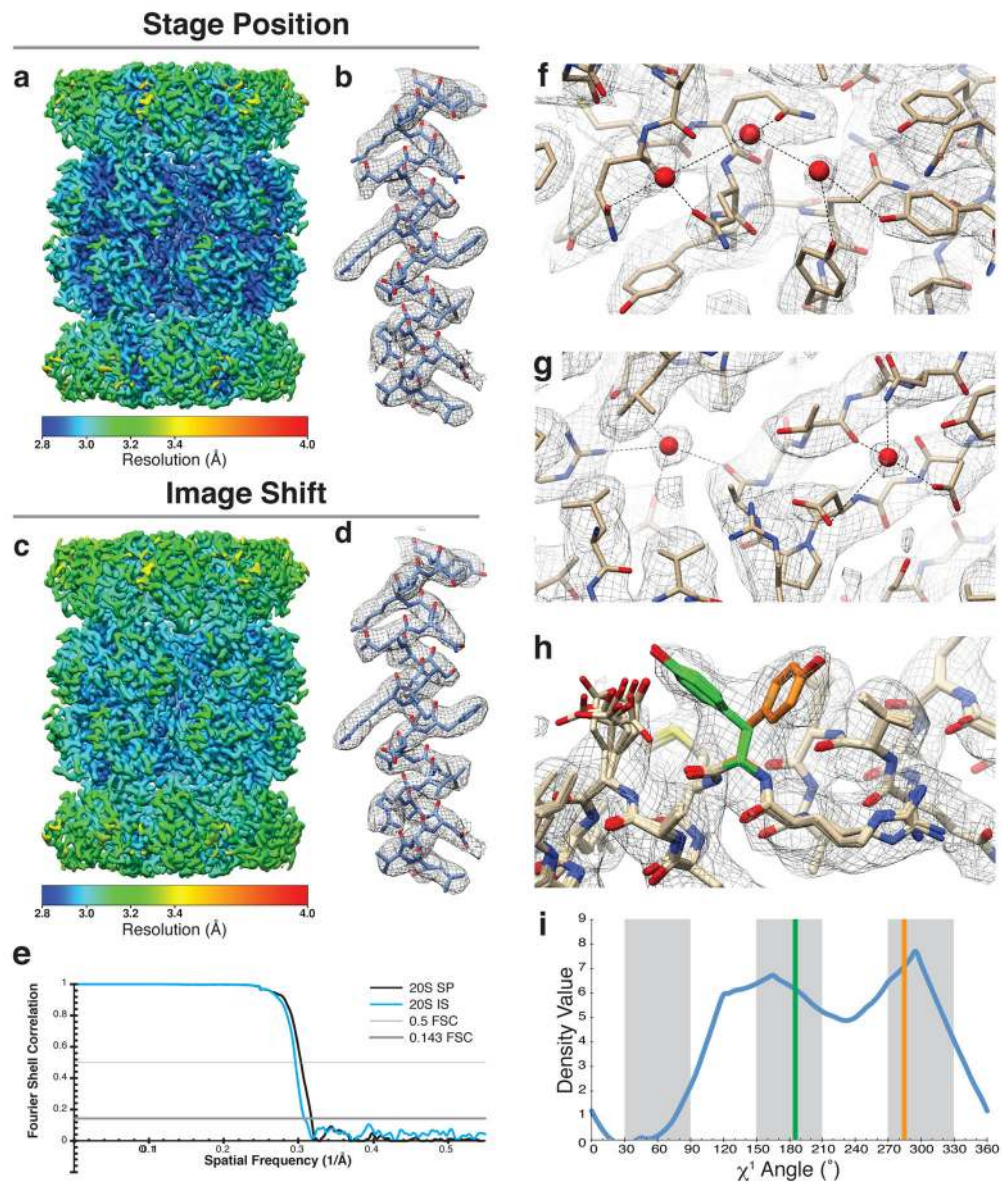 Stage Position
a
b
2.8 3.0 3.2 3.4 4.0
Resolution (Å)
Image Shift
c
d
2.8 3.0 3.2 3.4 4.0
Resolution (Å)
e
Fourier Shell Correlation
1
0.8
0.6
0.4
0.2
0
20S SP
20S IS
0.5 FSC
0.143 FSC
0.1 0.2 0.3 0.4 0.5
Spatial Frequency (1/Å)
f
g
h
i
Density Value
9
8
7
6
5
4
3
2
1
0
0 30 60 90 120 150 180 210 240 270 300 330 360
χ¹ Angle (°)